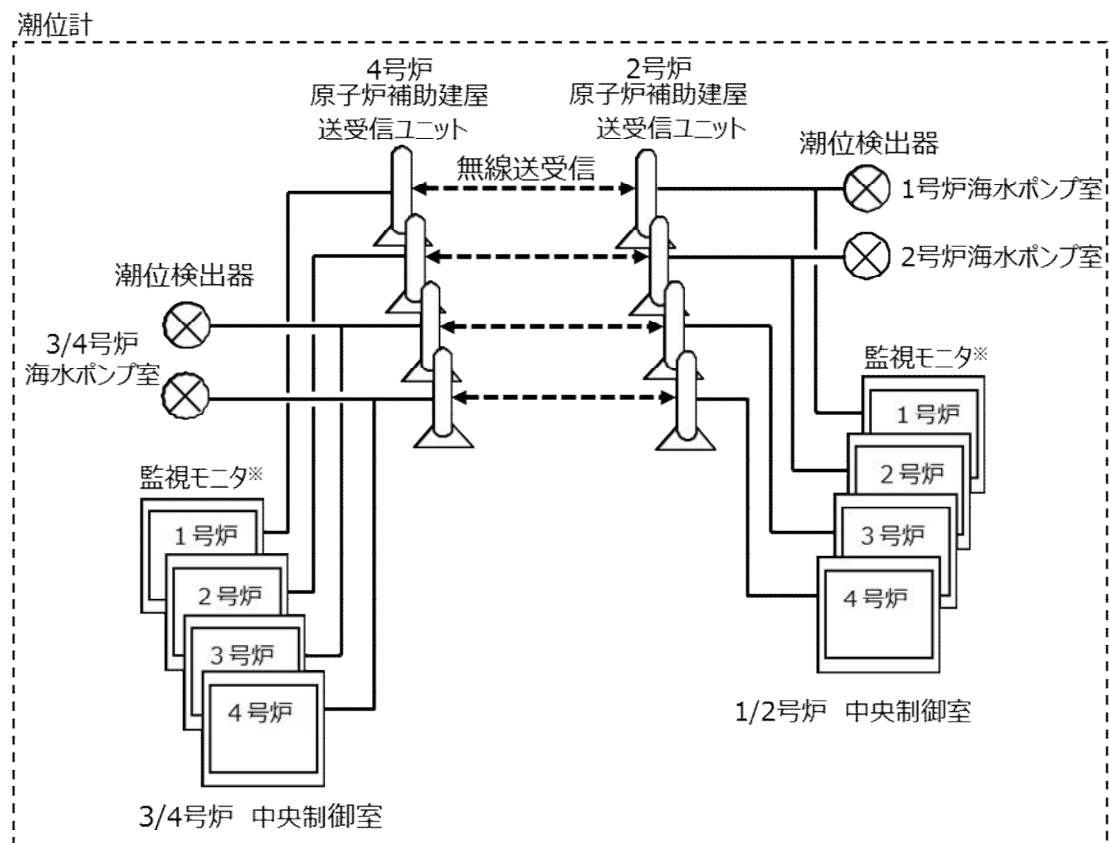 潮位計
4号炉
原子炉補助建屋
送受信ユニット
2号炉
原子炉補助建屋
送受信ユニット
無線送受信
潮位検出器
1号炉海水ポンプ室
2号炉海水ポンプ室
潮位検出器
3/4号炉
海水ポンプ室
監視モニタ※
1号炉
2号炉
3号炉
4号炉
1/2号炉 中央制御室
監視モニタ※
1号炉
2号炉
3号炉
4号炉
3/4号炉 中央制御室